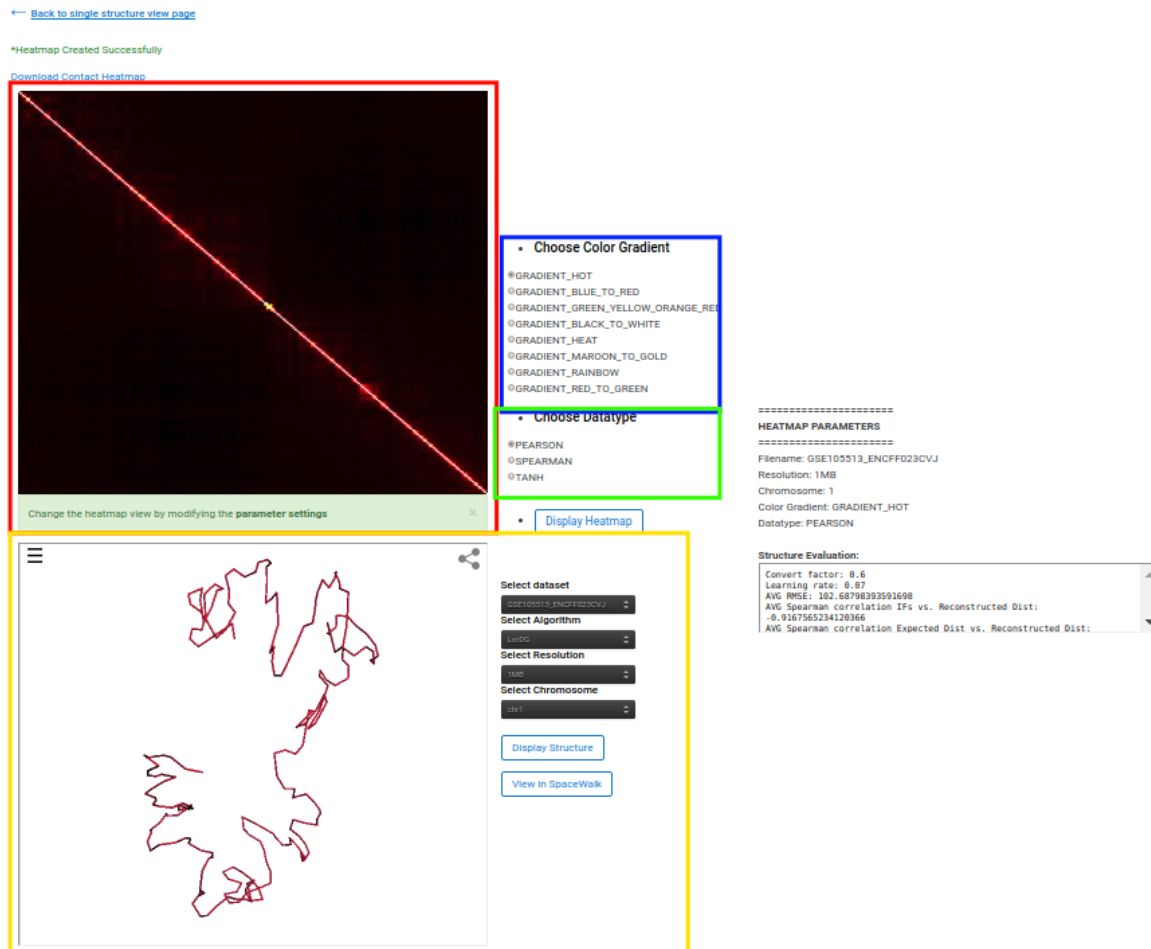 ← Back to single structure view page
*Heatmap Created Successfully
Download Contact Heatmap
• Choose Color Gradient
GRADIENT_HOT
GRADIENT_BLUE_TO_RED
GRADIENT_GREEN_YELLOW_ORANGE_RED
GRADIENT_BLACK_TO_WHITE
GRADIENT_HEAT
GRADIENT_MAROON_TO_GOLD
GRADIENT_RAINBOW
GRADIENT_RED_TO_GREEN
• Choose Datatype
PEARSON
SPEARMAN
TANH
• Display Heatmap
Change the heatmap view by modifying the parameter settings ×
Select dataset
GSE105513_ENCFF023CVJ
Select Algorithm
LorDG
Select Resolution
1MB
Select Chromosome
chr1
Display Structure
View in SpaceWalk
======================
HEATMAP PARAMETERS
======================
Filename: GSE105513_ENCFF023CVJ
Resolution: 1MB
Chromosome: 1
Color Gradient: GRADIENT_HOT
Datatype: PEARSON
Structure Evaluation:
Convert factor: 0.6
Learning rate: 0.07
AVG RMSE: 102.68798393591698
AVG Spearman correlation IFs vs. Reconstructed Dist:
-0.9167565234120366
AVG Spearman correlation Expected Dist vs. Reconstructed Dist: